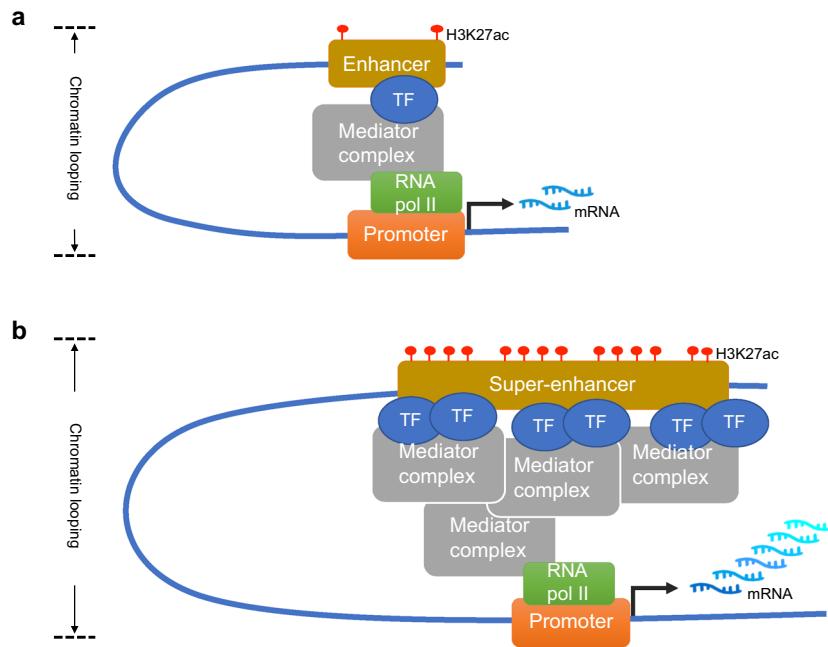 a
H3K27ac
Enhancer
TF
Mediator
complex
Chromatin looping
RNA
pol II
mRNA
Promoter
b
H3K27ac
Super-enhancer
TF
TF
TF
TF
TF
TF
Mediator
complex
Mediator
complex
Mediator
complex
Chromatin looping
Mediator
complex
RNA
pol II
mRNA
Promoter